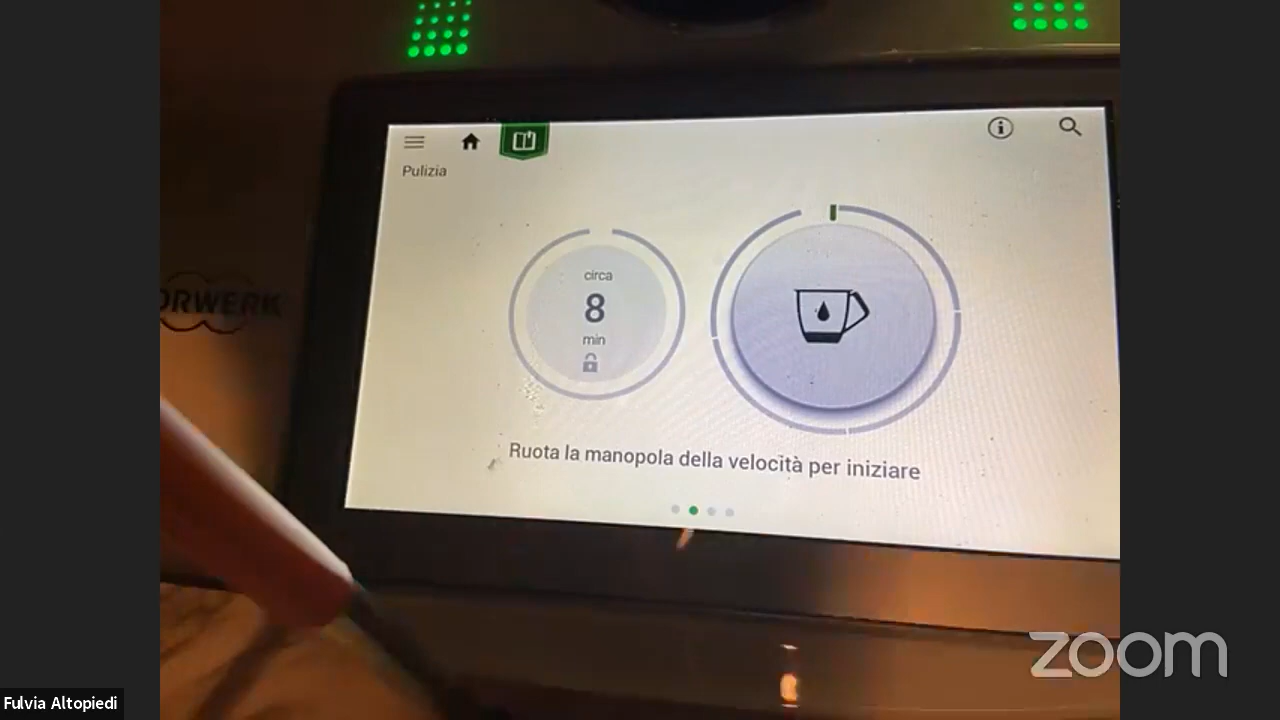 Pulizia
circa
8
min
ORWERK
Ruota la manopola della velocità per iniziare
zoom
Fulvia Altopiedi